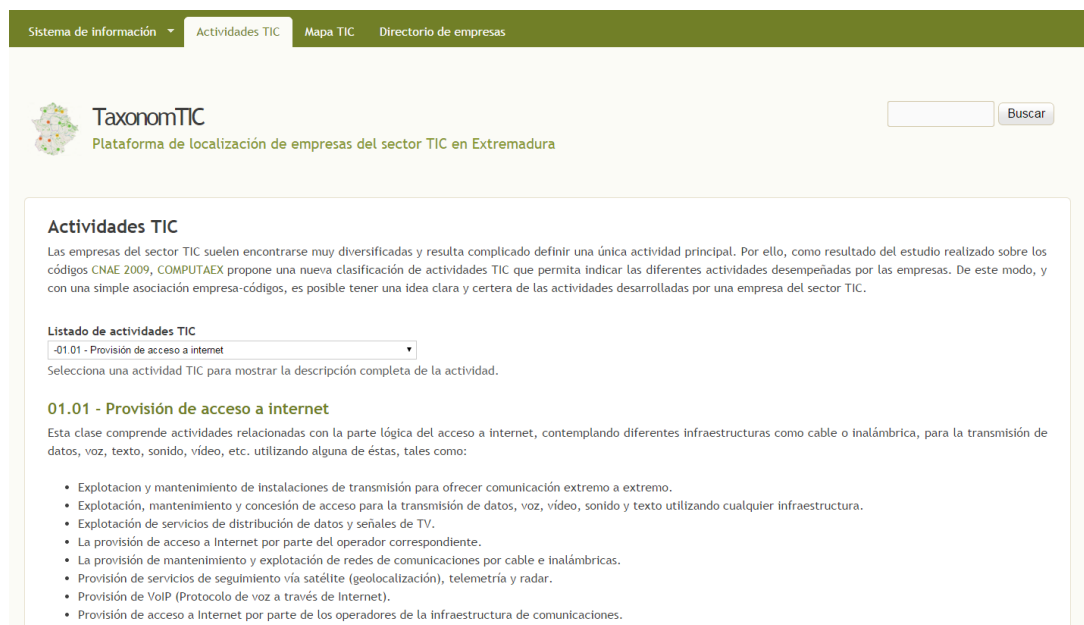 Sistema de información
Actividades TIC
Mapa TIC
Directorio de empresas
TaxonomTIC
Plataforma de localización de empresas del sector TIC en Extremadura
Buscar
Actividades TIC
Las empresas del sector TIC suelen encontrarse muy diversificadas y resulta complicado definir una única actividad principal. Por ello, como resultado del estudio realizado sobre los
códigos CNAE 2009, COMPUTAEX propone una nueva clasificación de actividades TIC que permita indicar las diferentes actividades desempeñadas por las empresas. De este modo, y
con una simple asociación empresa-códigos, es posible tener una idea clara y certera de las actividades desarrolladas por una empresa del sector TIC.
Listado de actividades TIC
-01.01 - Provisión de acceso a internet
Selecciona una actividad TIC para mostrar la descripción completa de la actividad.
01.01 - Provisión de acceso a internet
Esta clase comprende actividades relacionadas con la parte lógica del acceso a internet, contemplando diferentes infraestructuras como cable o inalámbrica, para la transmisión de
datos, voz, texto, sonido, vídeo, etc. utilizando alguna de éstas, tales como:
• Explotacion y mantenimiento de instalaciones de transmisión para ofrecer comunicación extremo a extremo.
• Explotación, mantenimiento y concesión de acceso para la transmisión de datos, voz, vídeo, sonido y texto utilizando cualquier infraestructura.
• Explotación de servicios de distribución de datos y señales de TV.
• La provisión de acceso a Internet por parte del operador correspondiente.
• La provisión de mantenimiento y explotación de redes de comunicaciones por cable e inalámbricas.
• Provisión de servicios de seguimiento vía satélite (geolocalización), telemetría y radar.
• Provisión de VoIP (Protocolo de voz a través de Internet).
• Provisión de acceso a Internet por parte de los operadores de la infraestructura de comunicaciones.